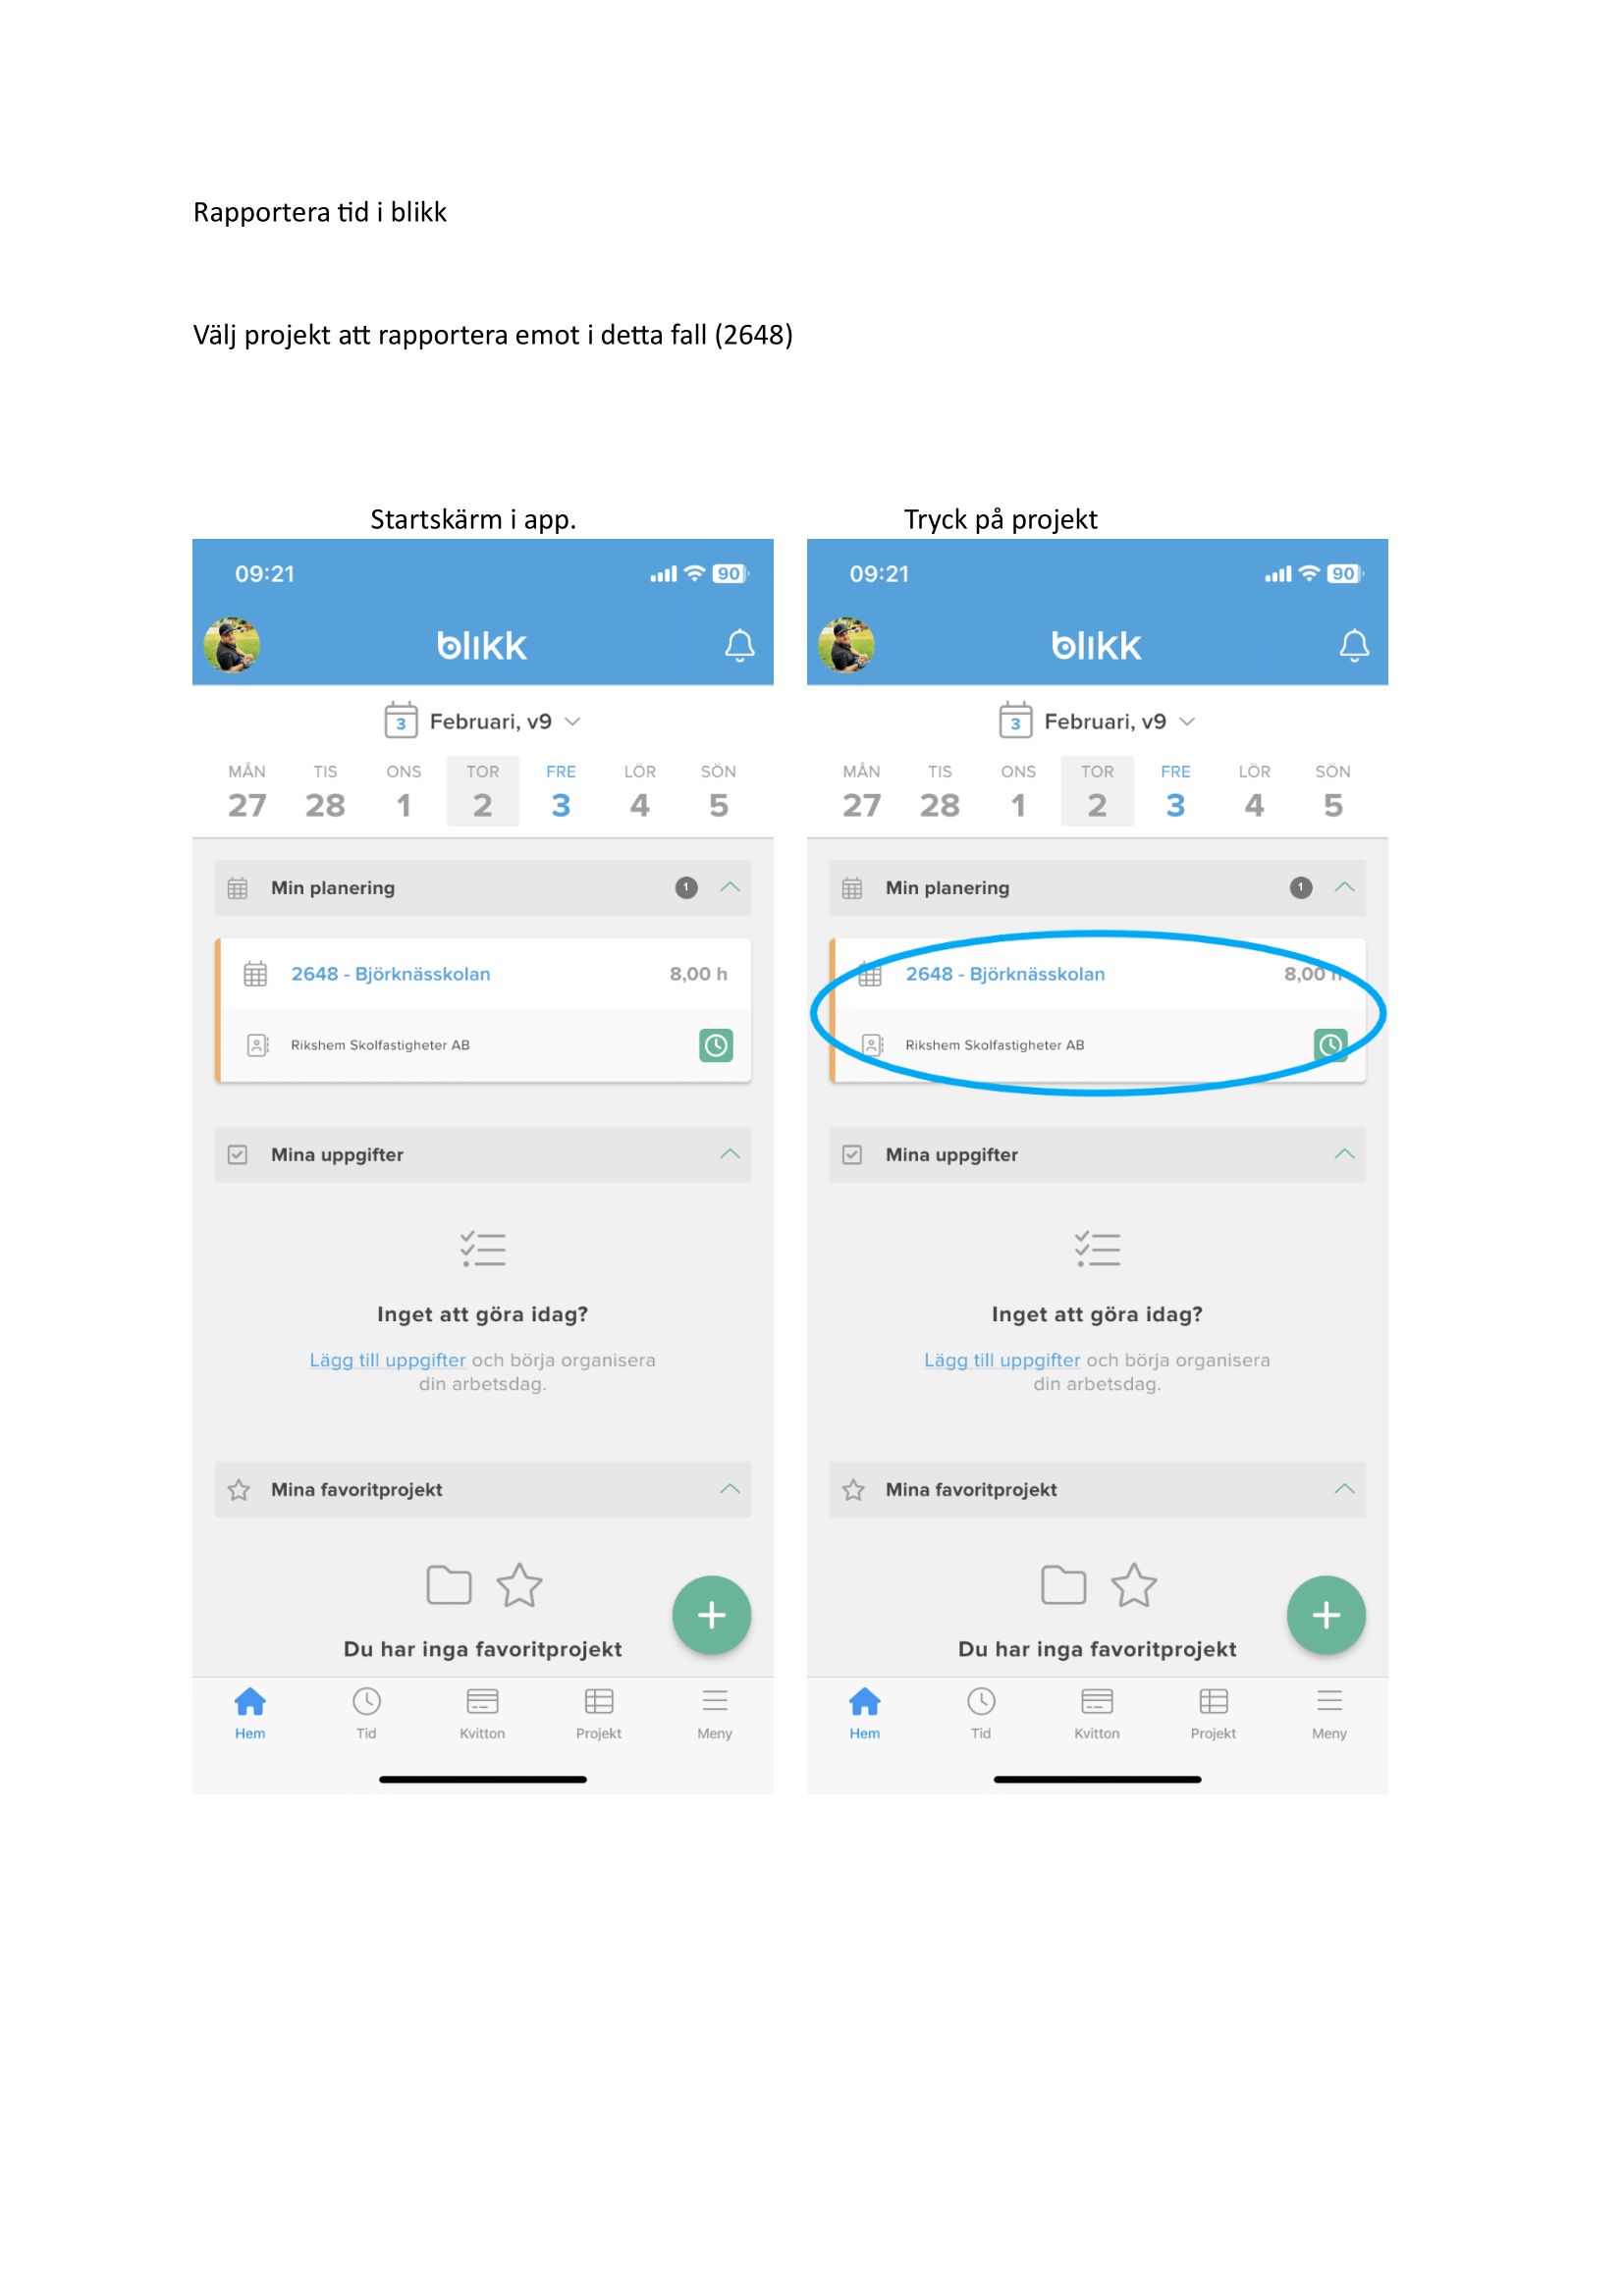 Rapportera tid i blikk
Välj projekt att rapportera emot i detta fall (2648)
Startskärm i app.
09:21
90
blikk
3 Februari, v9
MÅN TIS ONS TOR FRE LÖR SÖN
27 28 1 2 3 4 5
Min planering 1
2648 - Björknässkolan 8,00 h
Rikshem Skolfastigheter AB
Mina uppgifter
Inget att göra idag?
Lägg till uppgifter och börja organisera
din arbetsdag.
Mina favoritprojekt
Du har inga favoritprojekt
Hem Tid Kvitton Projekt Meny
Tryck på projekt
09:21
90
blikk
3 Februari, v9
MÅN TIS ONS TOR FRE LÖR SÖN
27 28 1 2 3 4 5
Min planering 1
2648 - Björknässkolan 8,00 h
Rikshem Skolfastigheter AB
Mina uppgifter
Inget att göra idag?
Lägg till uppgifter och börja organisera
din arbetsdag.
Mina favoritprojekt
Du har inga favoritprojekt
Hem Tid Kvitton Projekt Meny